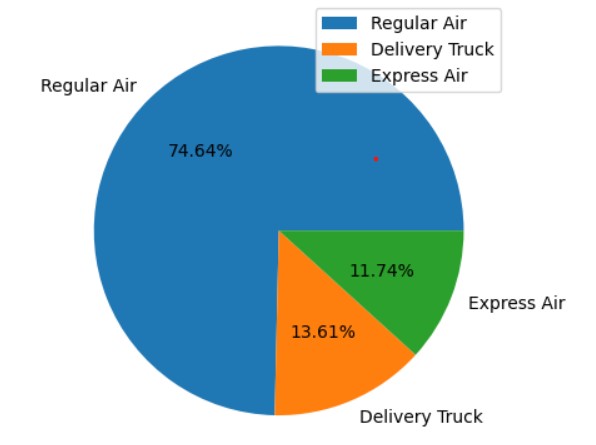 Regular Air
Delivery Truck
Express Air
Regular Air
74.64%
11.74%
Express Air
13.61%
Delivery Truck